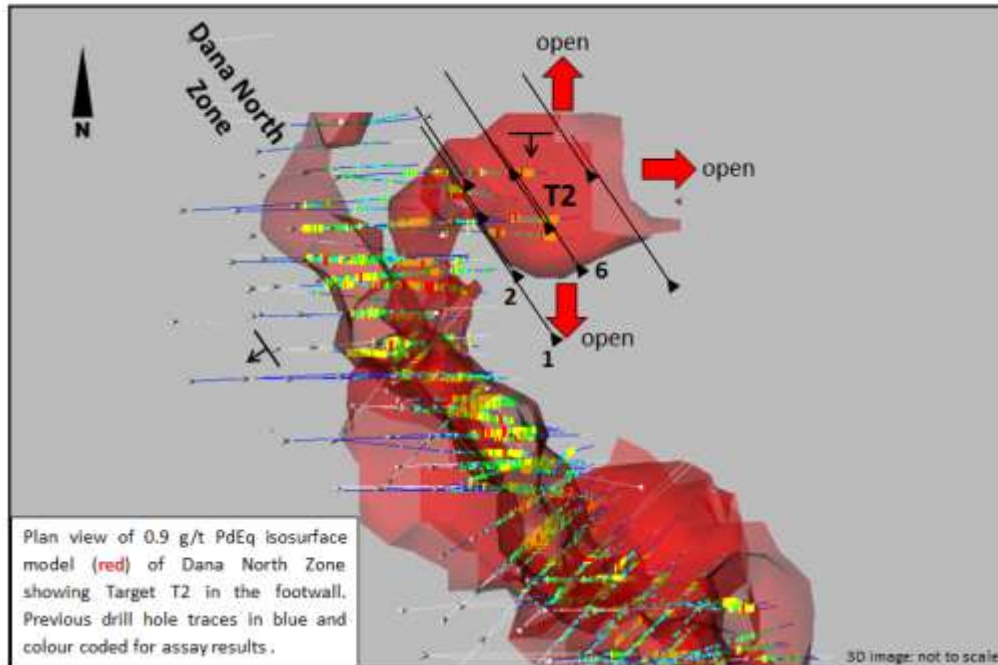 Dana North
Zone
N
open
open
T2
6
2
1
open
Plan view of 0.9 g/t PdEq isosurface
model (red) of Dana North Zone
showing Target T2 in the footwall.
Previous drill hole traces in blue and
colour coded for assay results .
3D image: not to scale